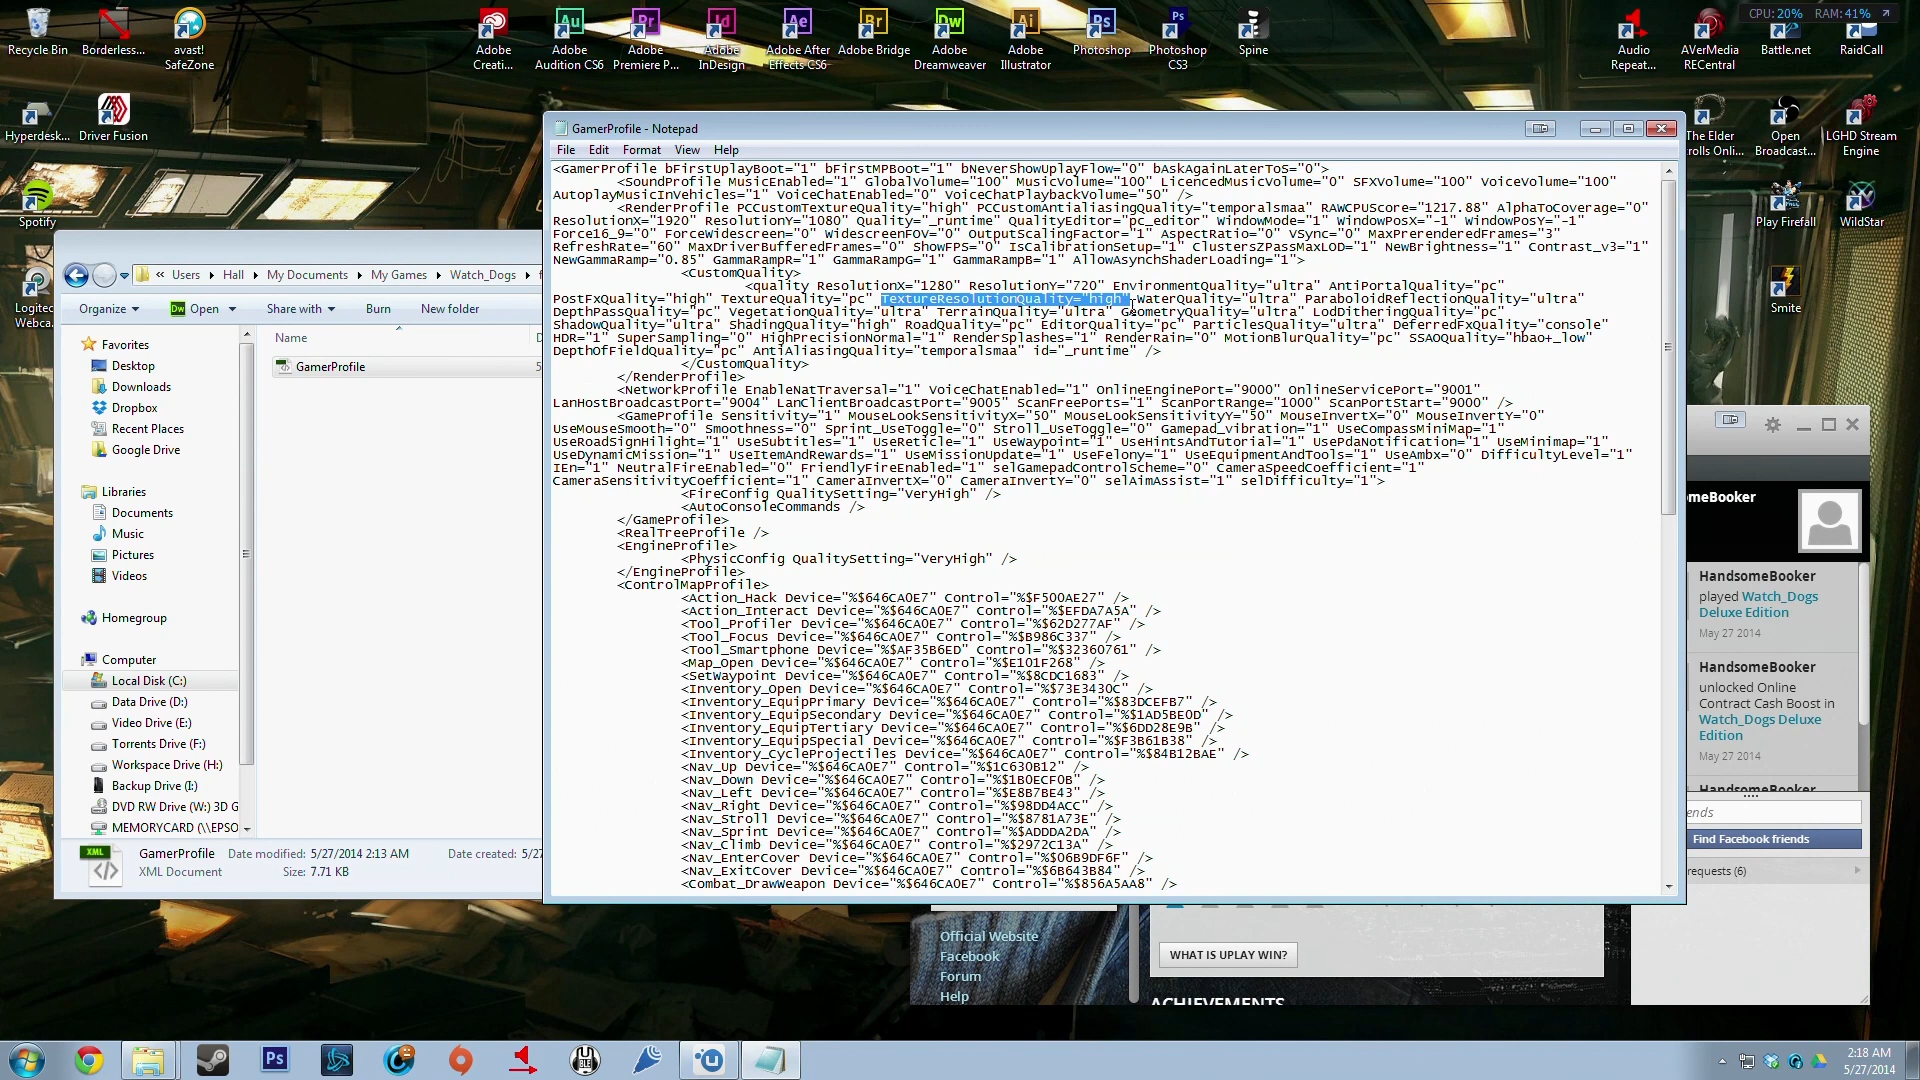 Recycle Bin
Borderless...
avast! SafeZone
Adobe Creati...
Adobe Audition CS6
Adobe Premiere P...
Adobe InDesign
Adobe After Effects CS6
Adobe Bridge
Adobe Dreamweaver
Adobe Illustrator
Photoshop
Photoshop CS3
Spine
Audio Repeat...
AVerMedia RECentral
Battle.net
RaidCall
CPU: 20% RAM: 41%
Hyperdesk...
Driver Fusion
The Elder
crolls Onli...
Open Broadcast...
LGHD Stream Engine
Spotify
Play Firefall
WildStar
Logitec
Webca
Smite
GamerProfile - Notepad
File Edit Format View Help
<GamerProfile bFirstUplayBoot="1" bFirstMPBoot="1" bNeverShowUplayFlow="0" bAskAgainLaterToS="0">
<SoundProfile MusicEnabled="1" GlobalVolume="100" MusicVolume="100" LicencedMusicVolume="0" SFXVolume="100" VoiceVolume="100"
AutoplayMusicInVehicles="1" VoiceChatEnabled="0" VoiceChatPlaybackVolume="50" />
<RenderProfile PCCustomTextureQuality="high" PCCustomAntialiasingQuality="temporalsmaa" RAWCPUScore="1217.88" AlphaToCoverage="0"
ResolutionX="1920" ResolutionY="1080" Quality="_runtime" QualityEditor="pc_editor" WindowMode="1" WindowPosX="-1" WindowPosY="-1"
Force16_9="0" ForceWidescreen="0" WidescreenFOV="0" OutputScalingFactor="1" AspectRatio="0" VSync="0" MaxPrerenderedFrames="3"
RefreshRate="60" MaxDriverBufferedFrames="0" ShowFPS="0" IsCalibrationSetup="1" ClustersZPassMaxLOD="1" NewBrightness="1" Contrast_v3="1"
NewGammaRamp="0.85" GammaRampR="1" GammaRampG="1" GammaRampB="1" AllowAsynchShaderLoading="1">
<CustomQuality>
<quality ResolutionX="1280" ResolutionY="720" EnvironmentQuality="ultra" AntiPortalQuality="pc"
PostFxQuality="high" TextureQuality="pc" TextureResolutionQuality="high" WaterQuality="ultra" ParaboloidReflectionQuality="ultra"
DepthPassQuality="pc" VegetationQuality="ultra" TerrainQuality="ultra" GeometryQuality="ultra" LodDitheringQuality="pc"
ShadowQuality="ultra" ShadingQuality="high" RoadQuality="pc" EditorQuality="pc" ParticlesQuality="ultra" DeferredFxQuality="console"
HDR="1" SuperSampling="0" HighPrecisionNormal="1" RenderSplashes="1" RenderRain="0" MotionBlurQuality="pc" SSAOQuality="hbao+_low"
DepthOfFieldQuality="pc" AntiAliasingQuality="temporalsmaa" id="_runtime" />
</CustomQuality>
</RenderProfile>
<NetworkProfile EnableNatTraversal="1" VoiceChatEnabled="1" OnlineEnginePort="9000" OnlineServicePort="9001"
LanHostBroadcastPort="9004" LanClientBroadcastPort="9005" ScanFreePorts="1" ScanPortRange="1000" ScanPortStart="9000" />
<GameProfile Sensitivity="1" MouseLookSensitivityX="50" MouseLookSensitivityY="50" MouseInvertX="0" MouseInvertY="0"
UseMouseSmooth="0" Smoothness="0" Sprint_UseToggle="0" Stroll_UseToggle="0" Gamepad_vibration="1" UseCompassMiniMap="1"
UseRoadSignHilight="1" UseSubtitles="1" UseReticle="1" UseWaypoint="1" UseHintsAndTutorial="1" UsePdaNotification="1" UseMinimap="1"
UseDynamicMission="1" UseItemAndRewards="1" UseMissionUpdate="1" UseFelony="1" UseEquipmentAndTools="1" UseAmbx="0" DifficultyLevel="1"
IEn="1" NeutralFireEnabled="0" FriendlyFireEnabled="1" selGamepadControlScheme="0" CameraSpeedCoefficient="1"
CameraSensitivityCoefficient="1" CameraInvertX="0" CameraInvertY="0" selAimAssist="1" selDifficulty="1">
<FireConfig QualitySetting="VeryHigh" />
<AutoConsoleCommands />
</GameProfile>
<RealTreeProfile />
<EngineProfile>
<PhysicConfig QualitySetting="VeryHigh" />
</EngineProfile>
<ControlMapProfile>
<Action_Hack Device="%$646CA0E7" Control="%$F500AE27" />
<Action_Interact Device="%$646CA0E7" Control="%$EFDA7A5A" />
<Tool_Profiler Device="%$646CA0E7" Control="%$62D277AF" />
<Tool_Focus Device="%$646CA0E7" Control="%$B986C337" />
<Tool_Smartphone Device="%$AF35B6ED" Control="%$32360761" />
<Map_Open Device="%$646CA0E7" Control="%$E101F268" />
<SetWaypoint Device="%$646CA0E7" Control="%$8CDC1683" />
<Inventory_Open Device="%$646CA0E7" Control="%$73E3430C" />
<Inventory_EquipPrimary Device="%$646CA0E7" Control="%$83DCEFB7" />
<Inventory_EquipSecondary Device="%$646CA0E7" Control="%$1AD5BE0D" />
<Inventory_EquipTertiary Device="%$646CA0E7" Control="%$6DD28E9B" />
<Inventory_EquipSpecial Device="%$646CA0E7" Control="%$F3B61B38" />
<Inventory_CycleProjectiles Device="%$646CA0E7" Control="%$84B12BAE" />
<Nav_Up Device="%$646CA0E7" Control="%$1C630B12" />
<Nav_Down Device="%$646CA0E7" Control="%$1B0ECF0B" />
<Nav_Left Device="%$646CA0E7" Control="%$E8B7BE43" />
<Nav_Right Device="%$646CA0E7" Control="%$98DD4ACC" />
<Nav_Stroll Device="%$646CA0E7" Control="%$8781A73E" />
<Nav_Sprint Device="%$646CA0E7" Control="%$ADDDA2DA" />
<Nav_Climb Device="%$646CA0E7" Control="%$2972C13A" />
<Nav_EnterCover Device="%$646CA0E7" Control="%$06B9DF6F" />
<Nav_ExitCover Device="%$646CA0E7" Control="%$6B643B84" />
<Combat_DrawWeapon Device="%$646CA0E7" Control="%$856A5AA8" />
« Users Hall My Documents My Games Watch_Dogs
Organize Open Share with Burn New folder
Name
GamerProfile
Favorites
Desktop
Downloads
Dropbox
Recent Places
Google Drive
Libraries
Documents
Music
Pictures
Videos
Homegroup
Computer
Local Disk (C:)
Data Drive (D:)
Video Drive (E:)
Torrents Drive (F:)
Workspace Drive (H:)
Backup Drive (I:)
DVD RW Drive (W:) 3D G
MEMORYCARD (\\EPSO
XML
GamerProfile Date modified: 5/27/2014 2:13 AM Date created: 5/27
XML Document Size: 7.71 KB
meBooker
HandsomeBooker
played Watch_Dogs
Deluxe Edition
May 27 2014
HandsomeBooker
unlocked Online
Contract Cash Boost in
Watch_Dogs Deluxe
Edition
May 27 2014
HandsomeBooker
ends
Find Facebook friends
requests (6)
Official Website
Facebook
Forum
Help
WHAT IS UPLAY WIN?
ACHIEVEMENTS
2:18 AM
5/27/2014